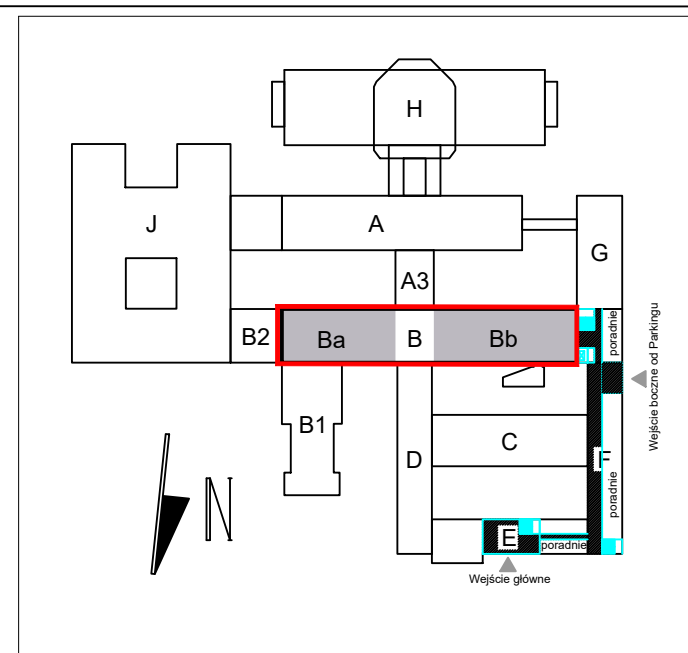 H
J
A
G
A3
B2
Ba
B
Bb
poradnie
Wejście boczne od Parkingu
B1
D
C
F
poradnie
N
E
poradnie
Wejście główne